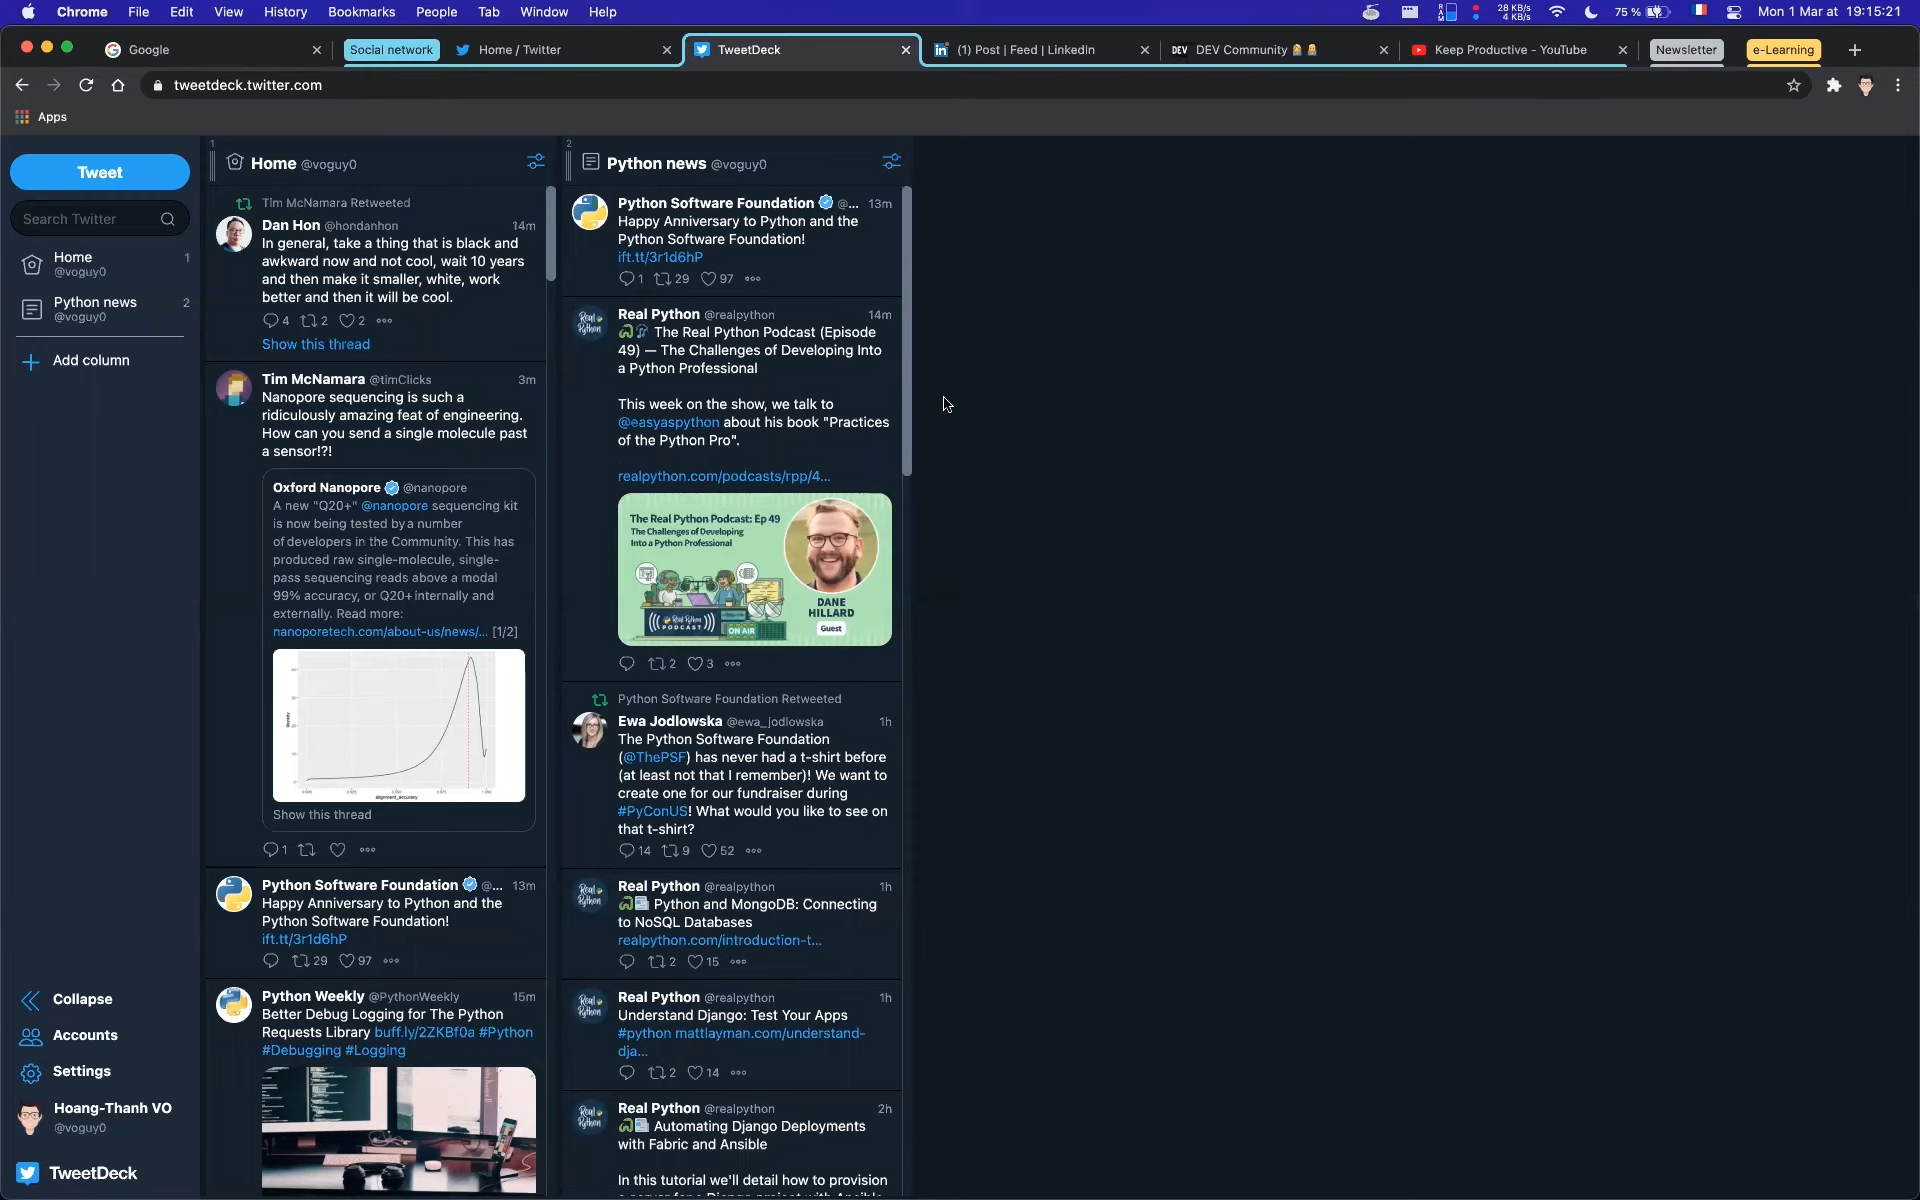 Chrome File Edit View History Bookmarks People Tab Window Help
28 KB/s
4 KB/s
75 %
Mon 1 Mar at 19:15:21
Google
Social network
Home / Twitter
TweetDeck
(1) Post | Feed | LinkedIn
DEV DEV Community
Keep Productive - YouTube
Newsletter
e-Learning
tweetdeck.twitter.com
Apps
Tweet
Search Twitter
Home 1
@voguy0
Python news 2
@voguy0
Add column
Collapse
Accounts
Settings
Hoang-Thanh VO
@voguy0
TweetDeck
1
Home @voguy0
Tim McNamara Retweeted
Dan Hon @hondanhon 14m
In general, take a thing that is black and
awkward now and not cool, wait 10 years
and then make it smaller, white, work
better and then it will be cool.
4 2 2
Show this thread
Tim McNamara @timClicks 3m
Nanopore sequencing is such a
ridiculously amazing feat of engineering.
How can you send a single molecule past
a sensor!?!
Oxford Nanopore @nanopore
A new "Q20+" @nanopore sequencing kit
is now being tested by a number
of developers in the Community. This has
produced raw single-molecule, single-
pass sequencing reads above a modal
99% accuracy, or Q20+ internally and
externally. Read more:
nanoporetech.com/about-us/news/... [1/2]
alignment_accuracy
Show this thread
1
Python Software Foundation @... 13m
Happy Anniversary to Python and the
Python Software Foundation!
ift.tt/3r1d6hP
29 97
Python Weekly @PythonWeekly 15m
Better Debug Logging for The Python
Requests Library buff.ly/2ZKBf0a #Python
#Debugging #Logging
2
Python news @voguy0
Python Software Foundation @... 13m
Happy Anniversary to Python and the
Python Software Foundation!
ift.tt/3r1d6hP
1 29 97
Real Python @realpython 14m
The Real Python Podcast (Episode
49) — The Challenges of Developing Into
a Python Professional
This week on the show, we talk to
@easyaspython about his book "Practices
of the Python Pro".
realpython.com/podcasts/rpp/4...
The Real Python Podcast: Ep 49
The Challenges of Developing
Into a Python Professional
DANE
HILLARD
Guest
Real Python
PODCAST
ON AIR
2 3
Python Software Foundation Retweeted
Ewa Jodlowska @ewa_jodlowska 1h
The Python Software Foundation
(@ThePSF) has never had a t-shirt before
(at least not that I remember)! We want to
create one for our fundraiser during
#PyConUS! What would you like to see on
that t-shirt?
14 9 52
Real Python @realpython 1h
Python and MongoDB: Connecting
to NoSQL Databases
realpython.com/introduction-t...
2 15
Real Python @realpython 1h
Understand Django: Test Your Apps
#python mattlayman.com/understand-
dja...
2 14
Real Python @realpython 2h
Automating Django Deployments
with Fabric and Ansible
In this tutorial we'll detail how to provision